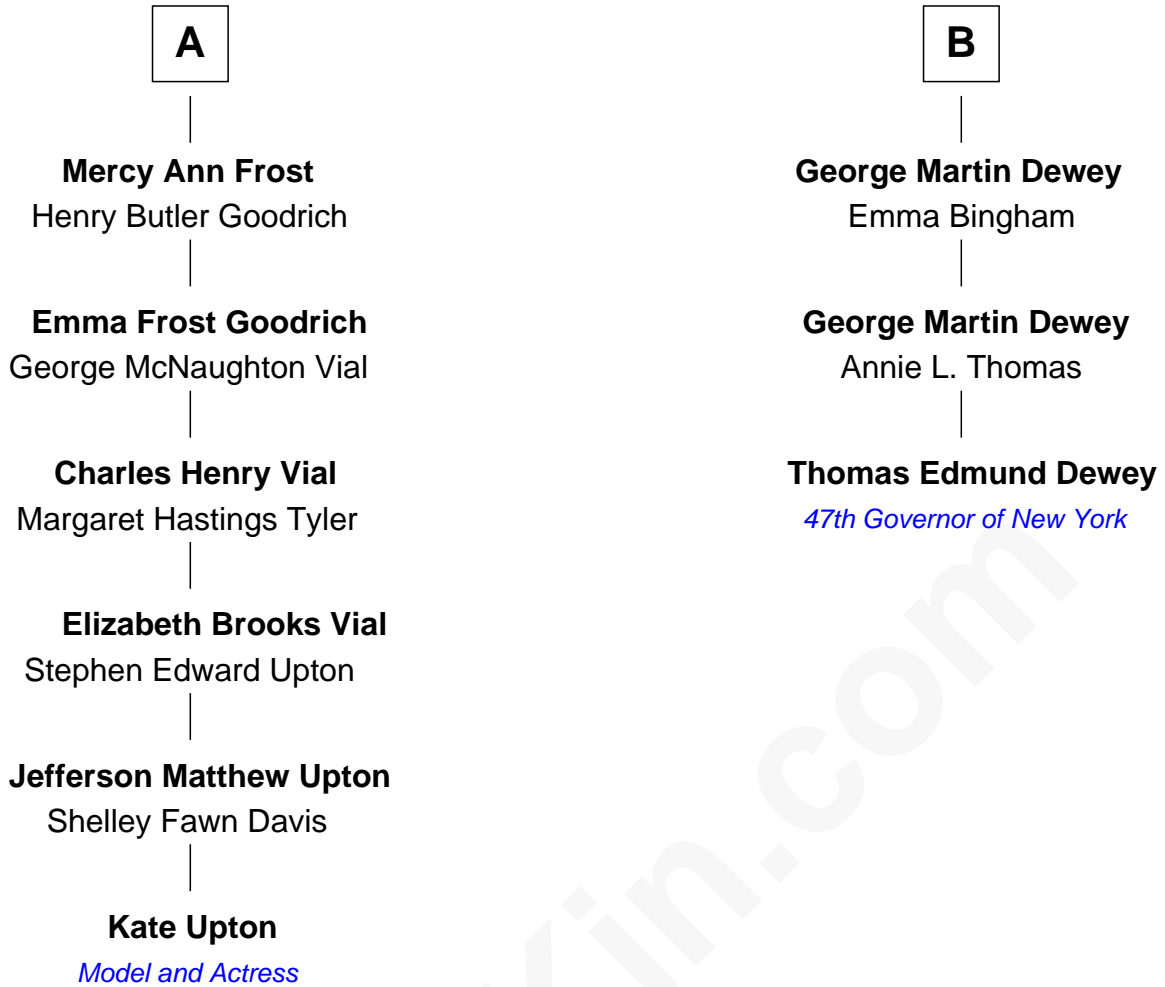 A
Mercy Ann Frost
Henry Butler Goodrich
Emma Frost Goodrich
George McNaughton Vial
Charles Henry Vial
Margaret Hastings Tyler
Elizabeth Brooks Vial
Stephen Edward Upton
Jefferson Matthew Upton
Shelley Fawn Davis
Kate Upton
Model and Actress
B
George Martin Dewey
Emma Bingham
George Martin Dewey
Annie L. Thomas
Thomas Edmund Dewey
47th Governor of New York
Kin.com